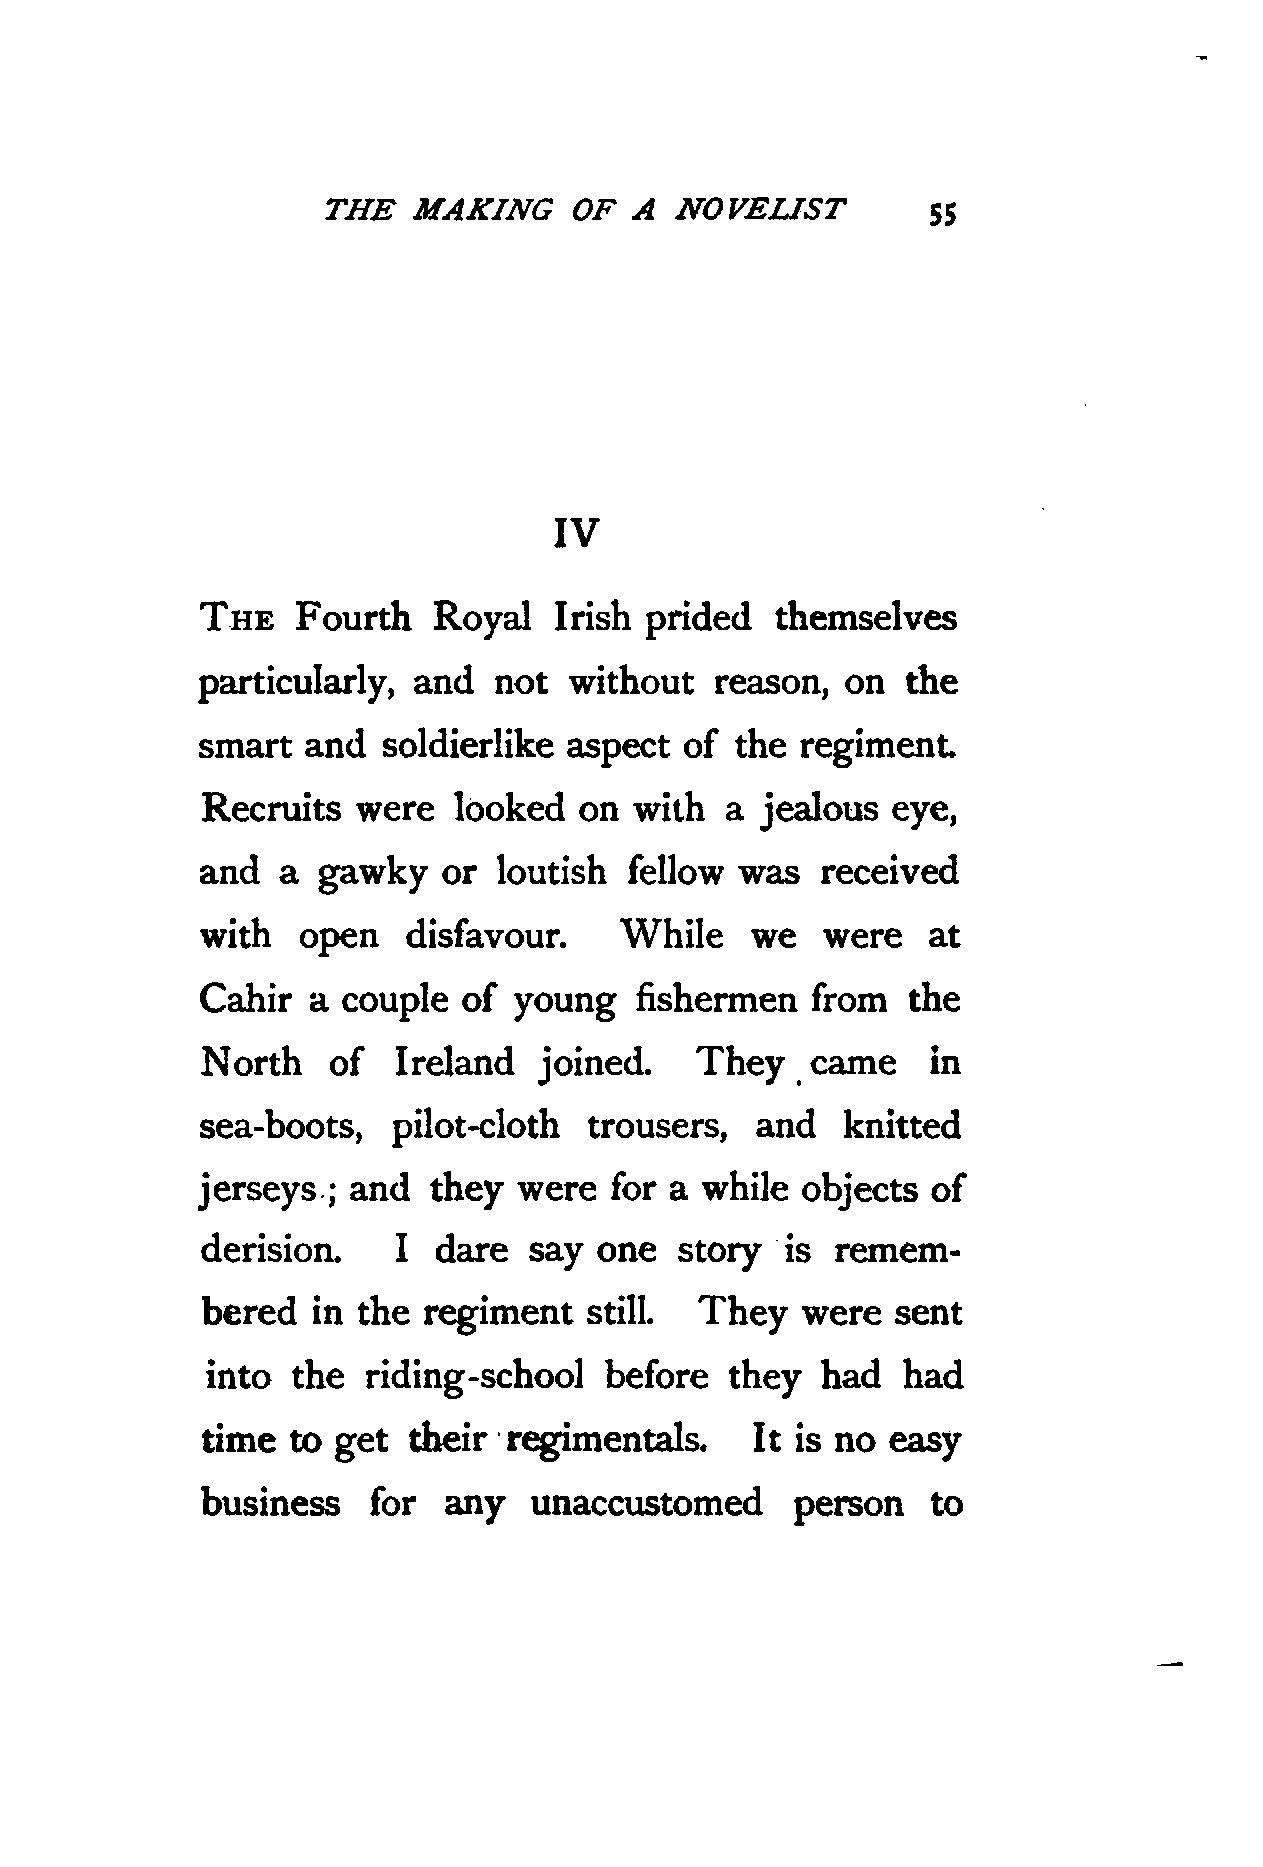 THE MAKING OF A NOVELIST 55
IV
THE Fourth Royal Irish prided themselves
particularly, and not without reason, on the
smart and soldierlike aspect of the regiment.
Recruits were looked on with a jealous eye,
and a gawky or loutish fellow was received
with open disfavour. While we were at
Cahir a couple of young fishermen from the
North of Ireland joined. They came in
sea-boots, pilot-cloth trousers, and knitted
jerseys; and they were for a while objects of
derision. I dare say one story is remem-
bered in the regiment still. They were sent
into the riding-school before they had had
time to get their regimentals. It is no easy
business for any unaccustomed person to